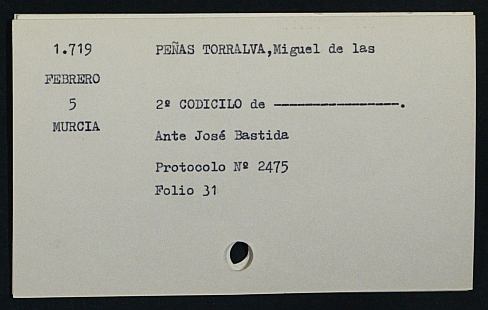 1.719 PEÑAS TORRALVA,Miguel de las
FEBRERO
5 2º CODICILO de ----------------.
MURCIA
Ante José Bastida
Protocolo Nº 2475
Folio 31